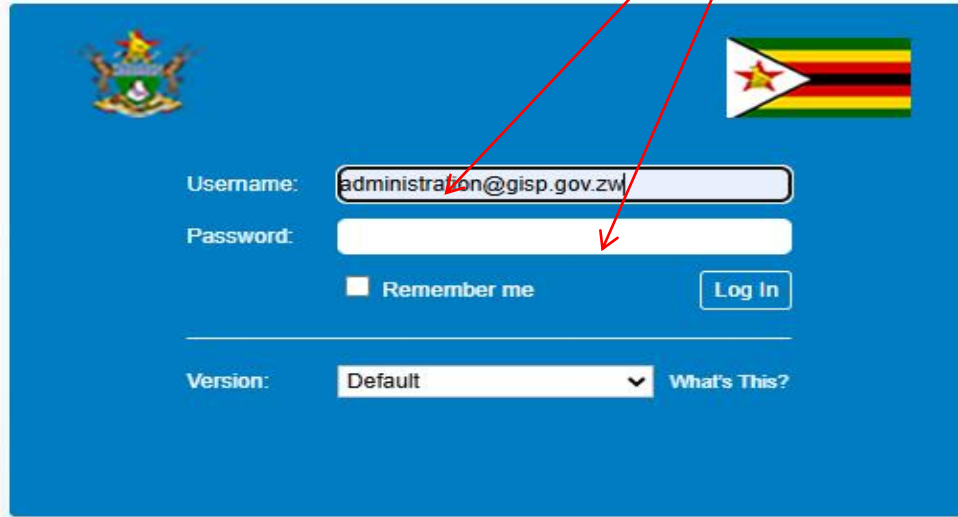 Username: administration@gisp.gov.zw
Password:
Remember me Log In
Version: Default What's This?